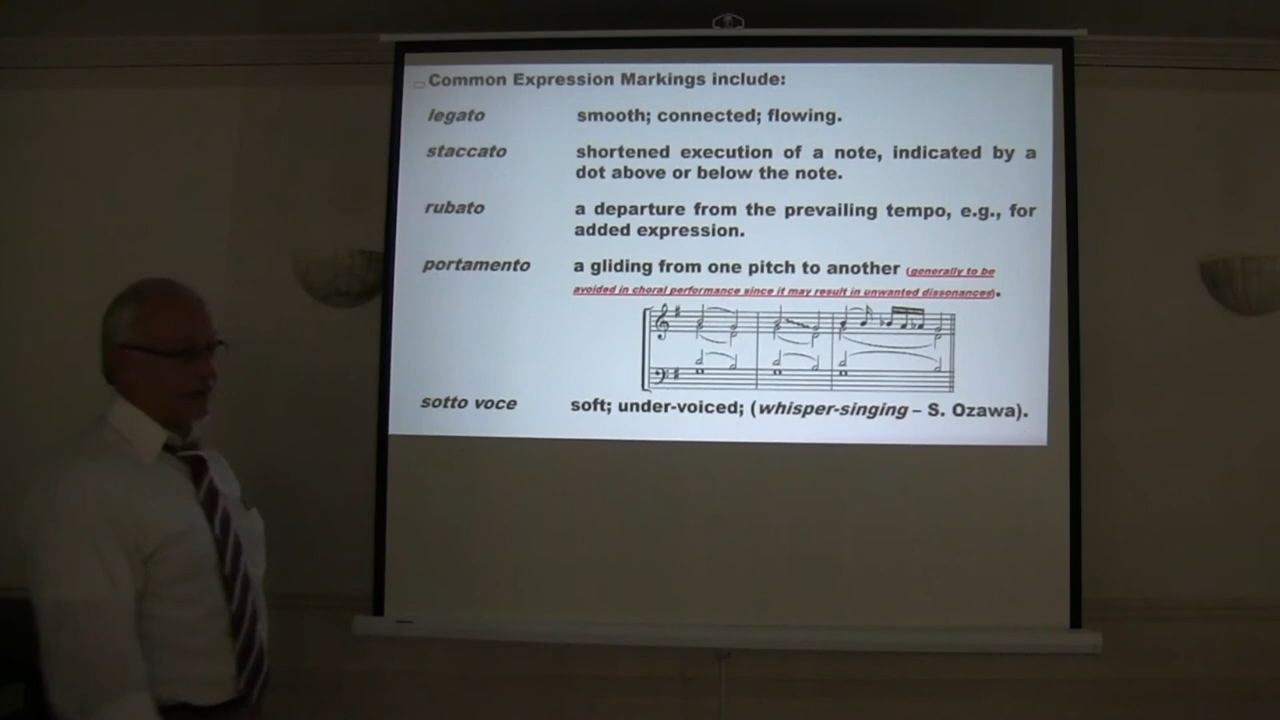 Common Expression Markings include:
legato smooth; connected; flowing.
staccato shortened execution of a note, indicated by a
dot above or below the note.
rubato a departure from the prevailing tempo, e.g., for
added expression.
portamento a gliding from one pitch to another (generally to be
avoided in choral performance since it may result in unwanted dissonances).
sotto voce soft; under-voiced; (whisper-singing – S. Ozawa).